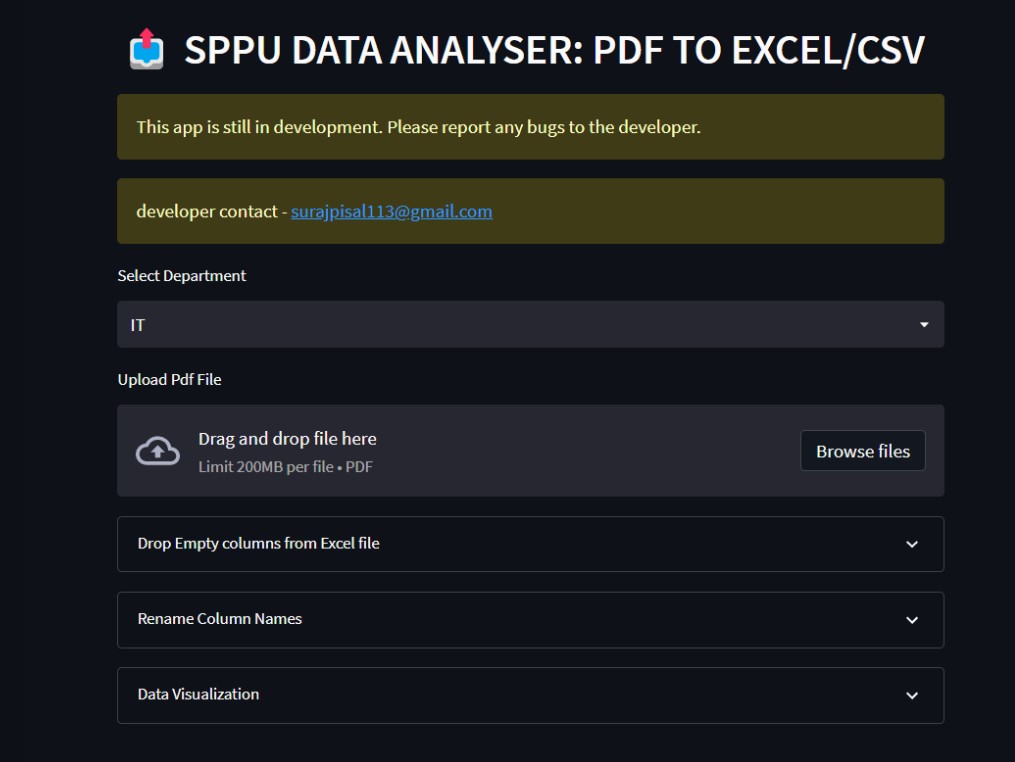 SPPU DATA ANALYSER: PDF TO EXCEL/CSV
This app is still in development. Please report any bugs to the developer.
developer contact - surajpisal113@gmail.com
Select Department
IT
Upload Pdf File
Drag and drop file here
Limit 200MB per file • PDF
Browse files
Drop Empty columns from Excel file
Rename Column Names
Data Visualization